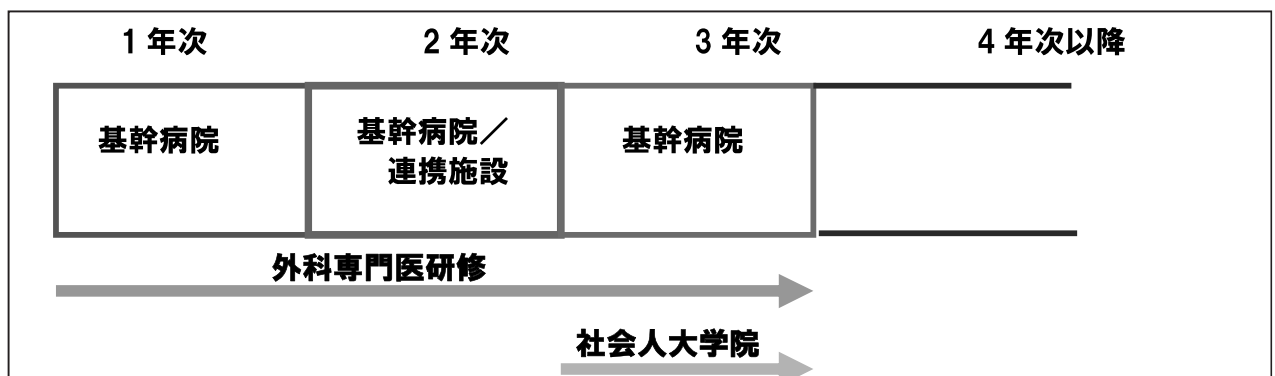 1年次 2年次 3年次 4年次以降
基幹病院
基幹病院／
連携施設
基幹病院
外科専門医研修
社会人大学院